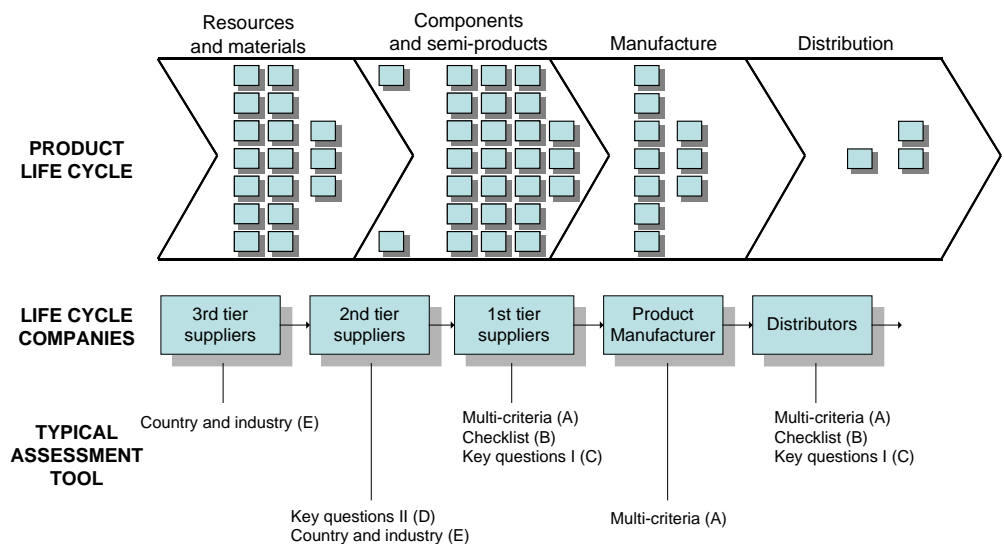 Resources
and materials
Components
and semi-products
Manufacture
Distribution
PRODUCT
LIFE CYCLE
LIFE CYCLE
COMPANIES
3rd tier
suppliers
2nd tier
suppliers
1st tier
suppliers
Product
Manufacturer
Distributors
TYPICAL
ASSESSMENT
TOOL
Country and industry (E)
Key questions II (D)
Country and industry (E)
Multi-criteria (A)
Checklist (B)
Key questions I (C)
Multi-criteria (A)
Multi-criteria (A)
Checklist (B)
Key questions I (C)